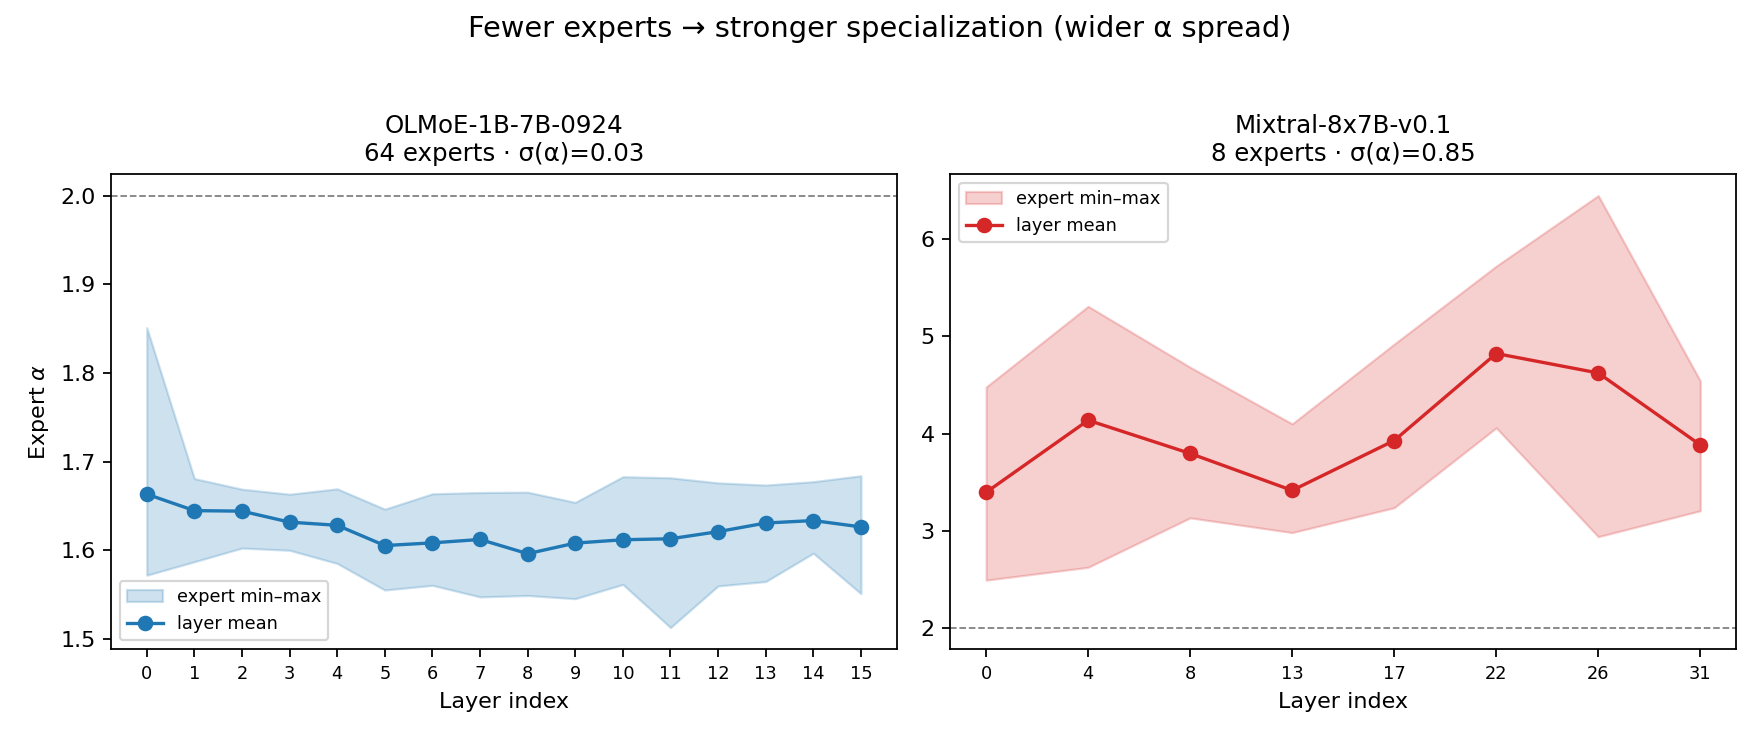 Fewer experts → stronger specialization (wider α spread)
OLMoE-1B-7B-0924
64 experts · σ(α)=0.03
2.0
1.9
1.8
1.7
1.6
1.5
Expert α
expert min–max
layer mean
0 1 2 3 4 5 6 7 8 9 10 11 12 13 14 15
Layer index
Mixtral-8x7B-v0.1
8 experts · σ(α)=0.85
expert min–max
layer mean
6
5
4
3
2
0 4 8 13 17 22 26 31
Layer index